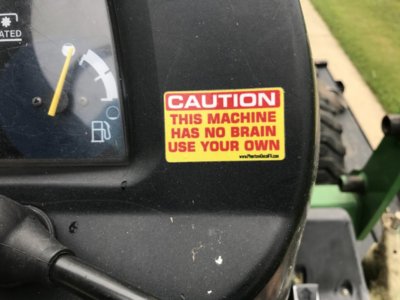 ATED
CAUTION
THIS MACHINE
HAS NO BRAIN
USE YOUR OWN